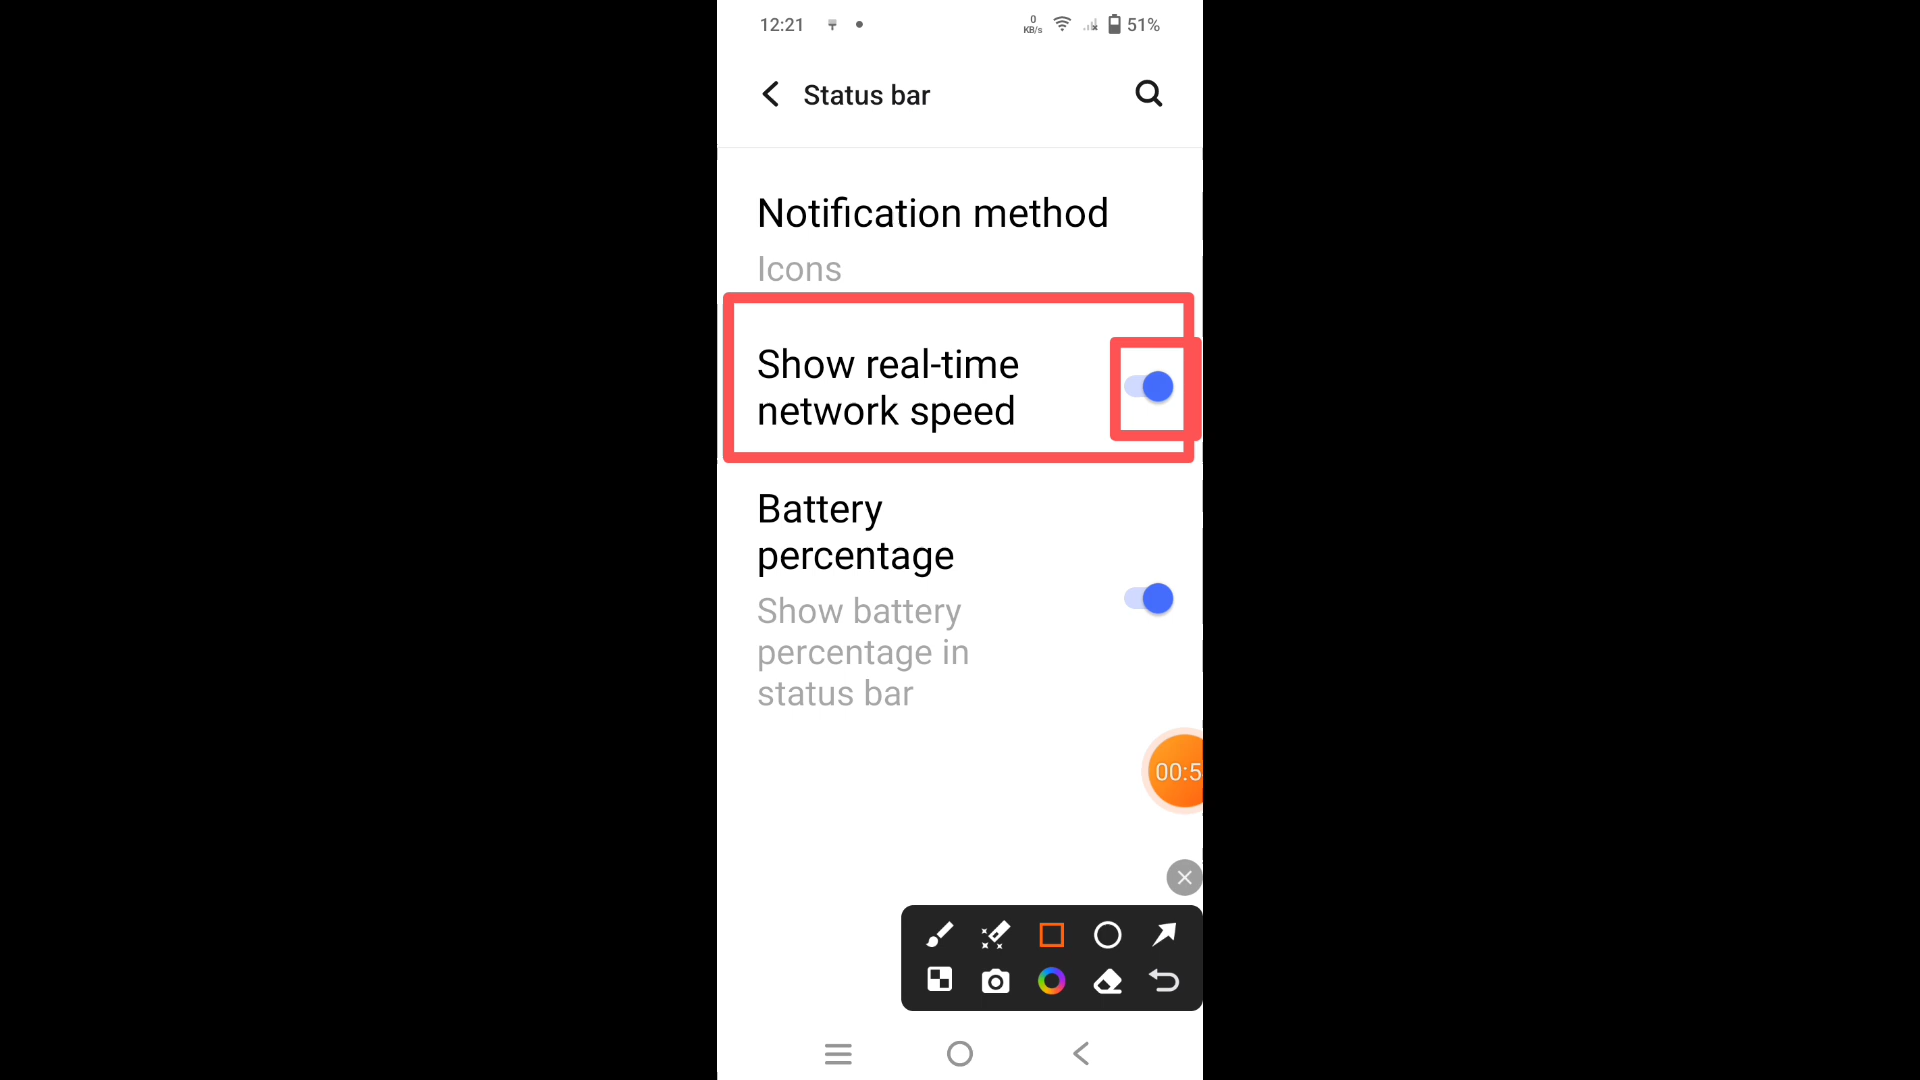 12:21
0
KB/s
51%
Status bar
Notification method
Icons
Show real-time
network speed
Battery
percentage
Show battery
percentage in
status bar
00:5